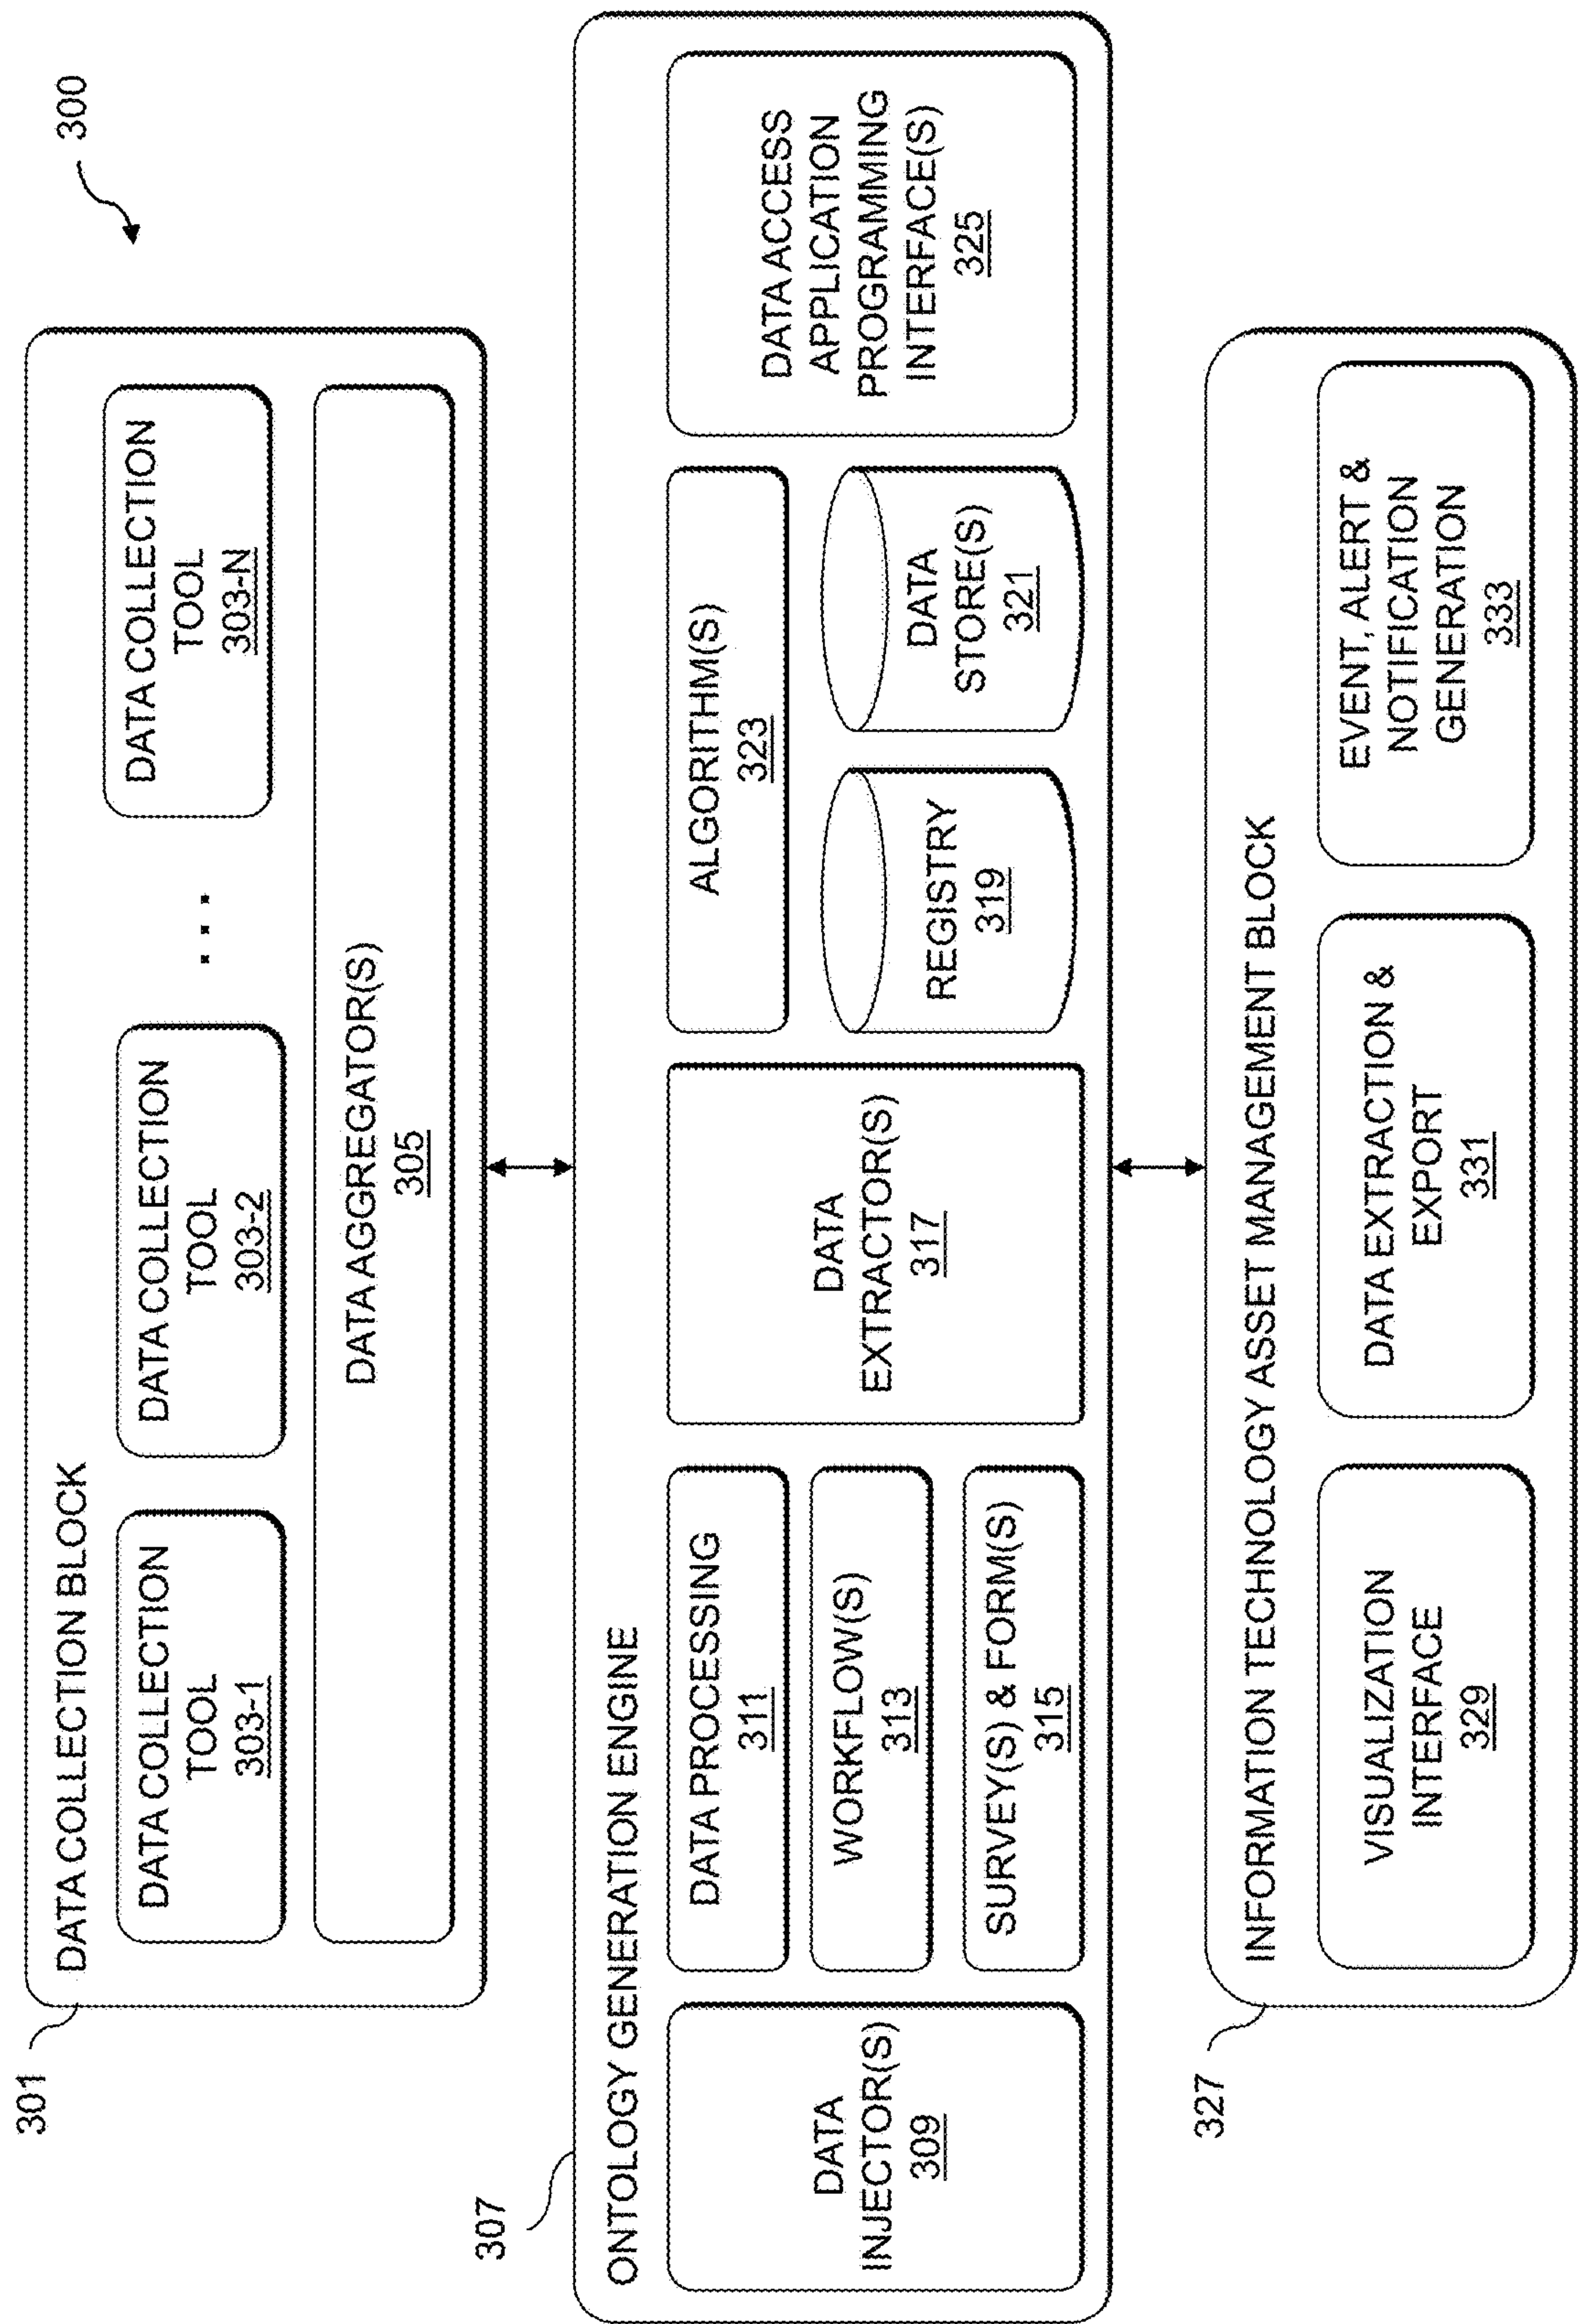 300
301
DATA COLLECTION BLOCK
DATA COLLECTION
TOOL
303-1
DATA COLLECTION
TOOL
303-2
...
DATA COLLECTION
TOOL
303-N
DATA AGGREGATOR(S)
305
307
ONTOLOGY GENERATION ENGINE
DATA
INJECTOR(S)
309
DATA PROCESSING
311
WORKFLOW(S)
313
SURVEY(S) & FORM(S)
315
DATA
EXTRACTOR(S)
317
ALGORITHM(S)
323
REGISTRY
319
DATA
STORE(S)
321
DATA ACCESS
APPLICATION
PROGRAMMING
INTERFACE(S)
325
327
INFORMATION TECHNOLOGY ASSET MANAGEMENT BLOCK
VISUALIZATION
INTERFACE
329
DATA EXTRACTION &
EXPORT
331
EVENT, ALERT &
NOTIFICATION
GENERATION
333